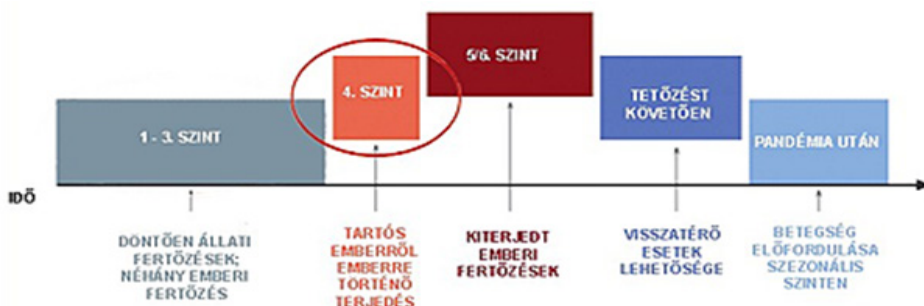 5/6. SZINT
4. SZINT
TETŐZÉST
KÖVETŐEN
1 - 3. SZINT
PANDÉMIA UTÁN
IDŐ
DÖNTŐEN ÁLLATI
FERTŐZÉSEK;
NÉHÁNY EMBERI
FERTŐZÉS
TARTÓS
EMBERRŐL
EMBERRE
TÖRTÉNŐ
TERJEDÉS
KITERJEDT
EMBERI
FERTŐZÉSEK
VISSZATÉRŐ
ESETEK
LEHETŐSÉGE
BETEGSÉG
ELŐFORDULÁSA
SZEZONÁLIS
SZINTEN